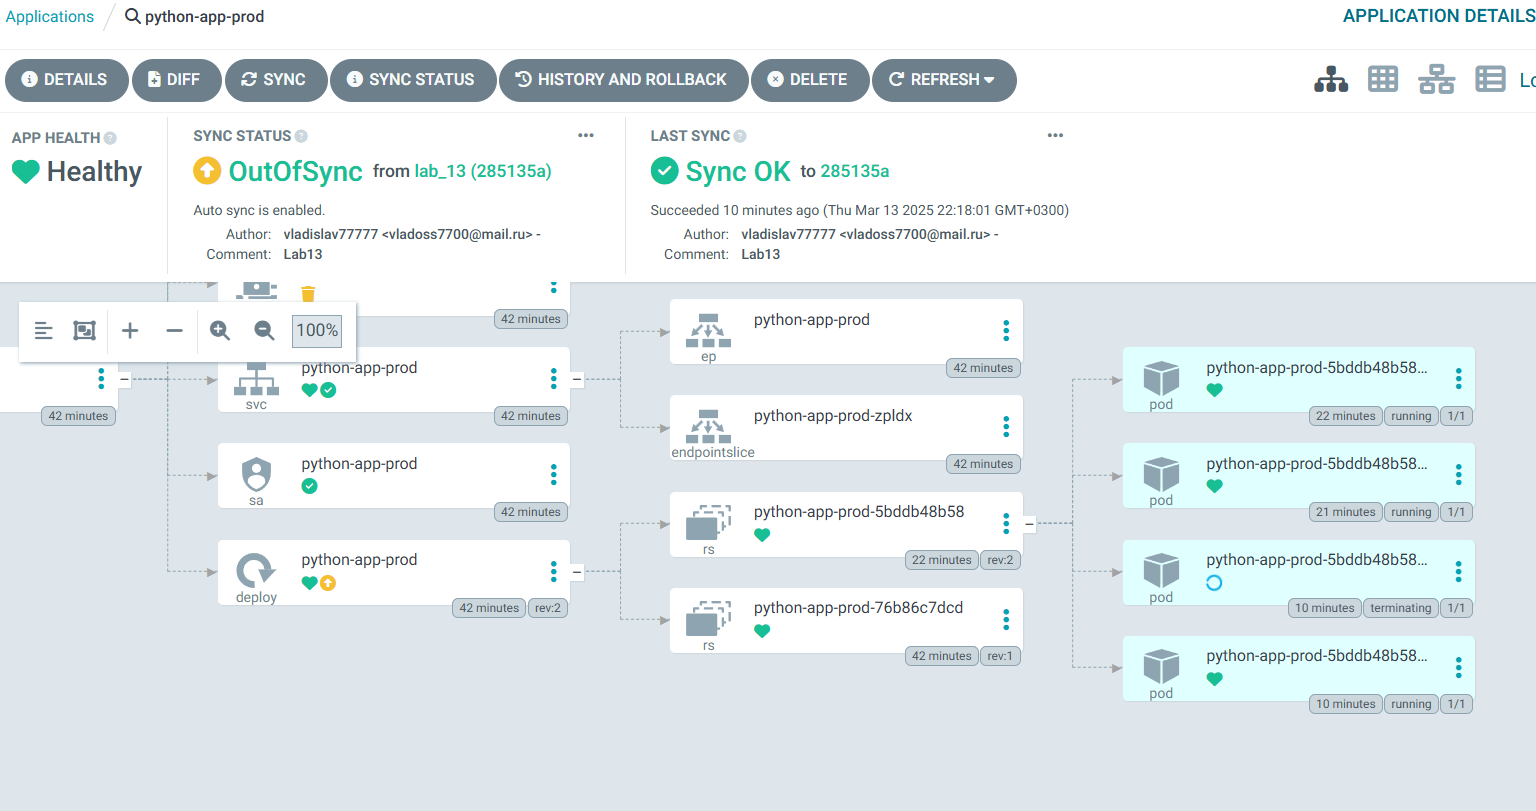 Applications
python-app-prod
APPLICATION DETAILS
DETAILS
DIFF
SYNC
SYNC STATUS
HISTORY AND ROLLBACK
DELETE
REFRESH
Lo
APP HEALTH
Healthy
SYNC STATUS
OutOfSync from lab_13 (285135a)
Auto sync is enabled.
Author: vladislav77777 <vladoss7700@mail.ru> -
Comment: Lab13
LAST SYNC
Sync OK to 285135a
Succeeded 10 minutes ago (Thu Mar 13 2025 22:18:01 GMT+0300)
Author: vladislav77777 <vladoss7700@mail.ru> -
Comment: Lab13
100%
42 minutes
42 minutes
python-app-prod
svc
42 minutes
python-app-prod
sa
42 minutes
python-app-prod
deploy
42 minutes rev:2
python-app-prod
ep
42 minutes
python-app-prod-zpldx
endpointslice
42 minutes
python-app-prod-5bddb48b58
rs
22 minutes rev:2
python-app-prod-76b86c7dcd
rs
42 minutes rev:1
python-app-prod-5bddb48b58...
pod
22 minutes running 1/1
python-app-prod-5bddb48b58...
pod
21 minutes running 1/1
python-app-prod-5bddb48b58...
pod
10 minutes terminating 1/1
python-app-prod-5bddb48b58...
pod
10 minutes running 1/1